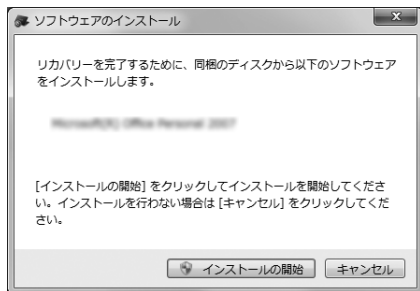 ソフトウェアのインストール
リカバリーを完了するために、同梱のディスクから以下のソフトウェア
をインストールします。
Microsoft(R) Office Personal 2007
[インストールの開始] をクリックしてインストールを開始してくださ
い。インストールを行わない場合は [キャンセル] をクリックしてくだ
さい。
インストールの開始
キャンセル